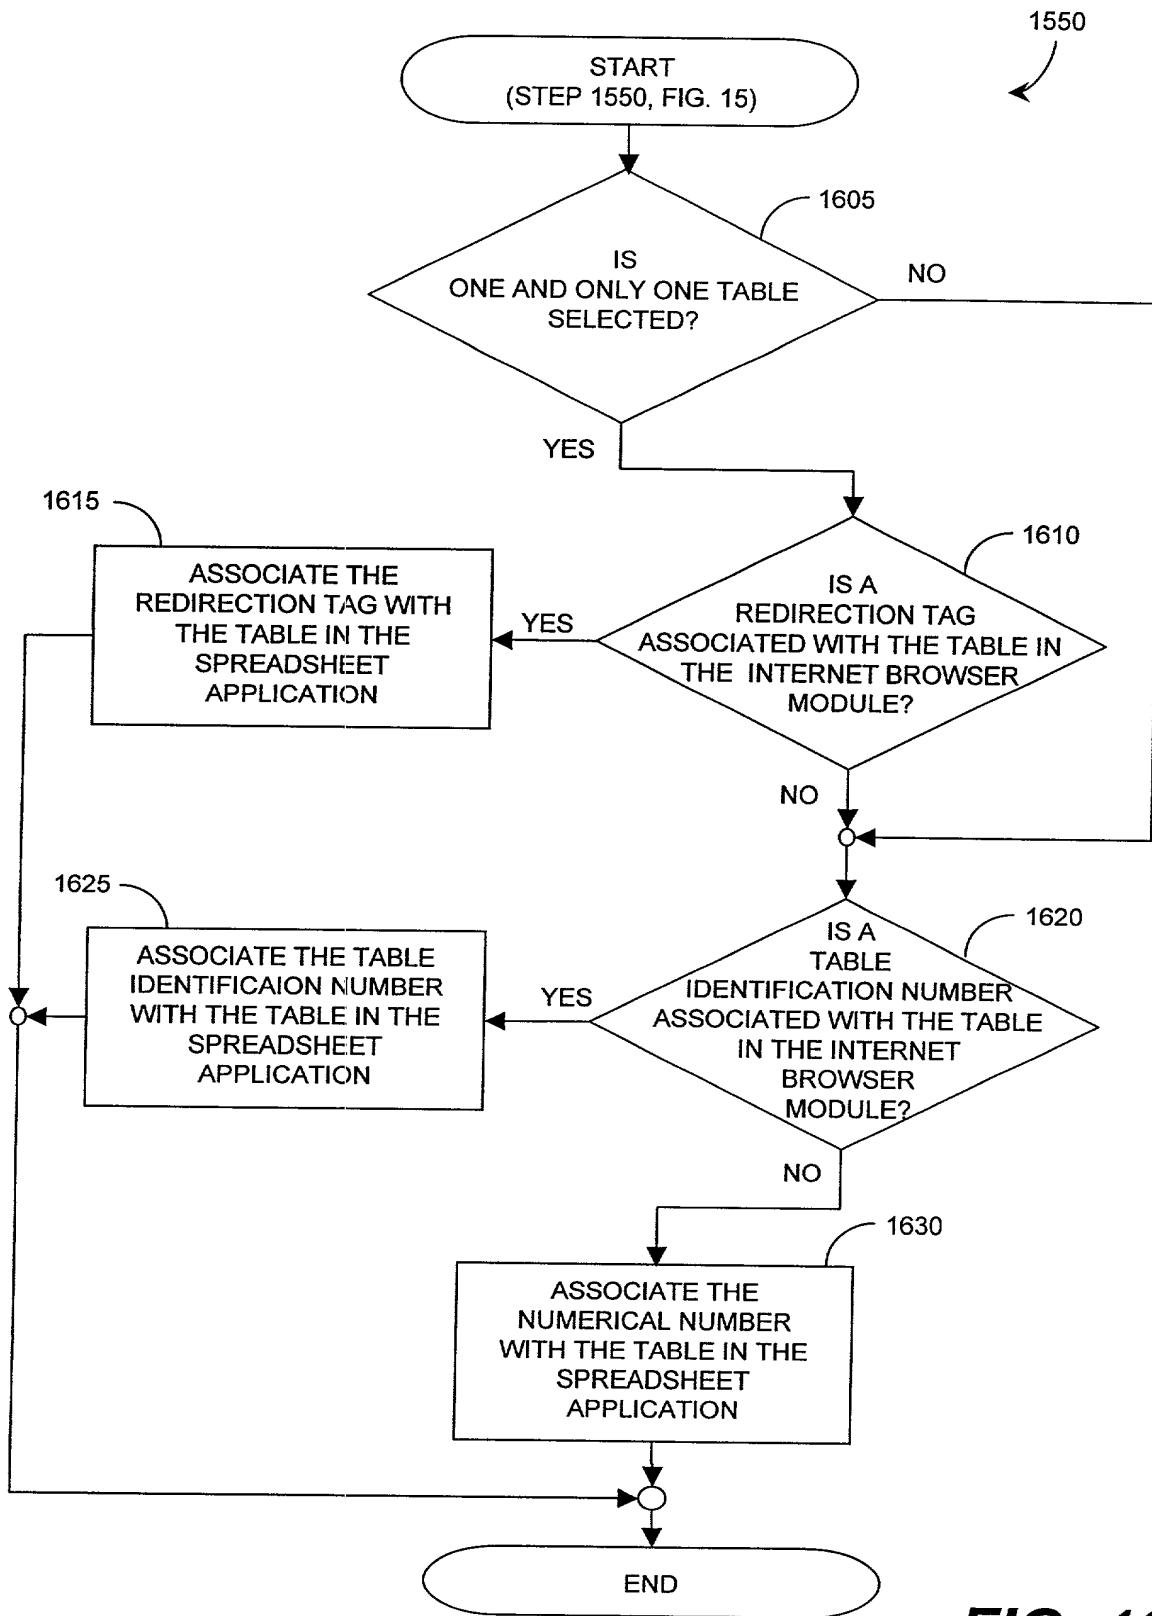 1550
START
(STEP 1550, FIG. 15)
1605
IS
ONE AND ONLY ONE TABLE
SELECTED?
NO
YES
1615
ASSOCIATE THE
REDIRECTION TAG WITH
THE TABLE IN THE
SPREADSHEET
APPLICATION
YES
1610
IS A
REDIRECTION TAG
ASSOCIATED WITH THE TABLE IN
THE INTERNET BROWSER
MODULE?
NO
1625
ASSOCIATE THE TABLE
IDENTIFICAION NUMBER
WITH THE TABLE IN THE
SPREADSHEET
APPLICATION
YES
1620
IS A
TABLE
IDENTIFICATION NUMBER
ASSOCIATED WITH THE TABLE
IN THE INTERNET
BROWSER
MODULE?
NO
1630
ASSOCIATE THE
NUMERICAL NUMBER
WITH THE TABLE IN THE
SPREADSHEET
APPLICATION
END
FIG.